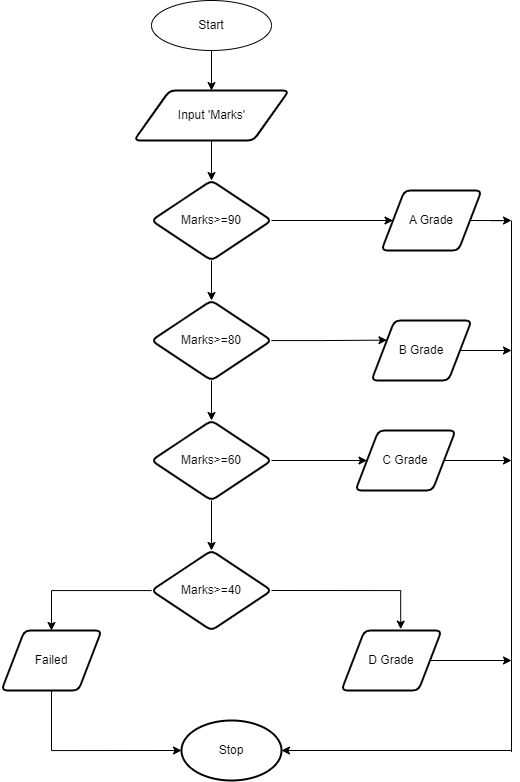 Start
Input 'Marks'
Marks>=90
A Grade
Marks>=80
B Grade
Marks>=60
C Grade
Marks>=40
Failed
D Grade
Stop